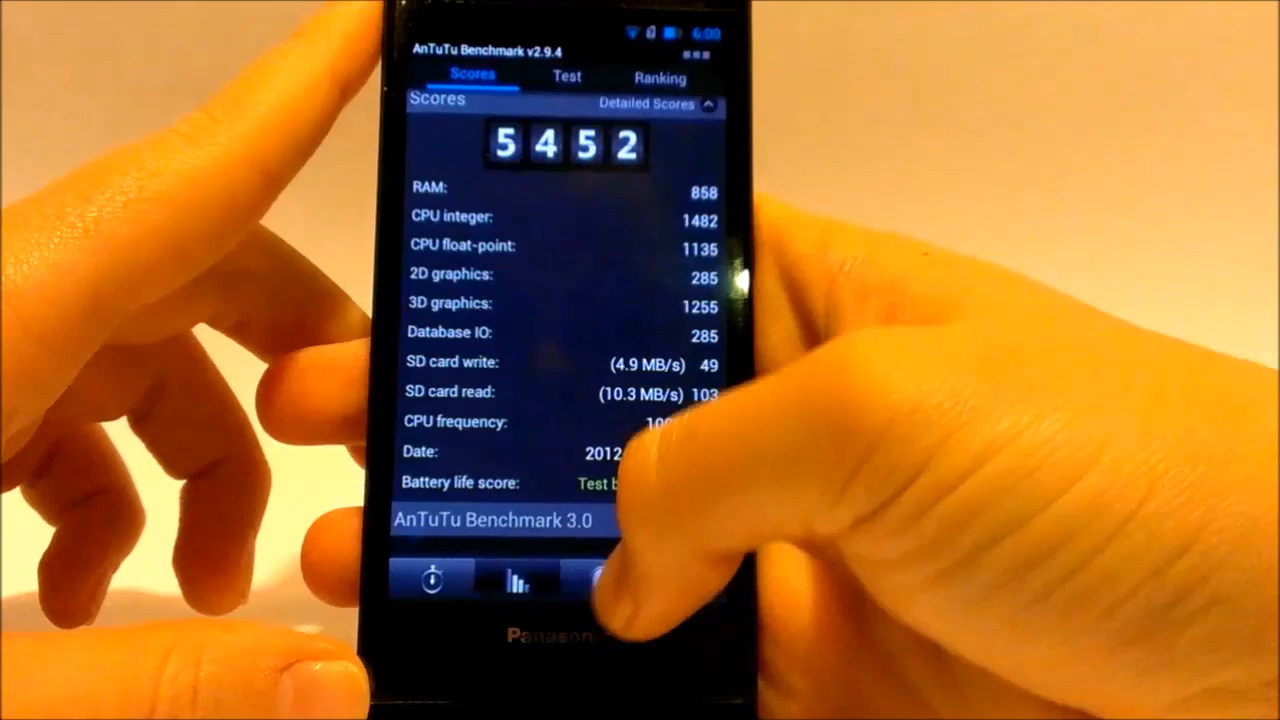 6:00
AnTuTu Benchmark v2.9.4
Scores Test Ranking
Scores Detailed Scores
5452
RAM: 858
CPU integer: 1482
CPU float-point: 1135
2D graphics: 285
3D graphics: 1255
Database IO: 285
SD card write: (4.9 MB/s) 49
SD card read: (10.3 MB/s) 103
CPU frequency:
Date: 2012
Battery life score: Test
AnTuTu Benchmark 3.0
Panason